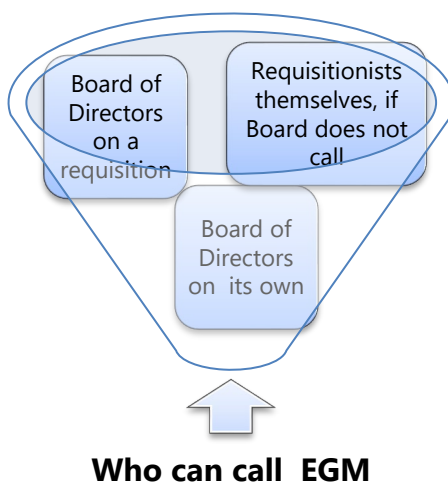 Board of
Directors
on a
requisition
Requisitionists
themselves, if
Board does not
call
Board of
Directors
on its own
Who can call EGM